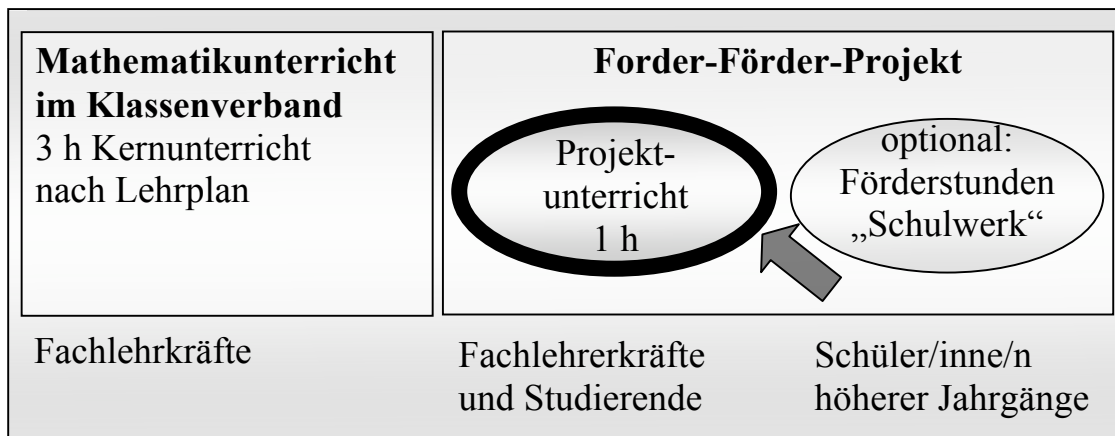 Mathematikunterricht
im Klassenverband
3 h Kernunterricht
nach Lehrplan
Forder-Förder-Projekt
Projekt-
unterricht
1 h
optional:
Förderstunden
„Schulwerk“
Fachlehrkräfte
Fachlehrerkräfte
und Studierende
Schüler/inne/n
höherer Jahrgänge